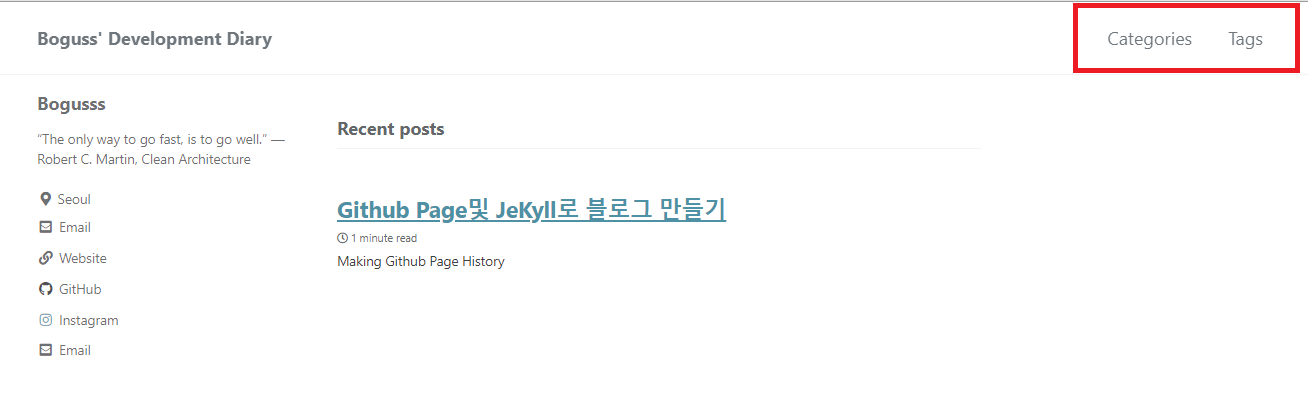 Boguss' Development Diary
Categories
Tags
Bogusss
“The only way to go fast, is to go well.” —
Robert C. Martin, Clean Architecture
Seoul
Email
Website
GitHub
Instagram
Email
Recent posts
Github Page및 JeKyll로 블로그 만들기
1 minute read
Making Github Page History